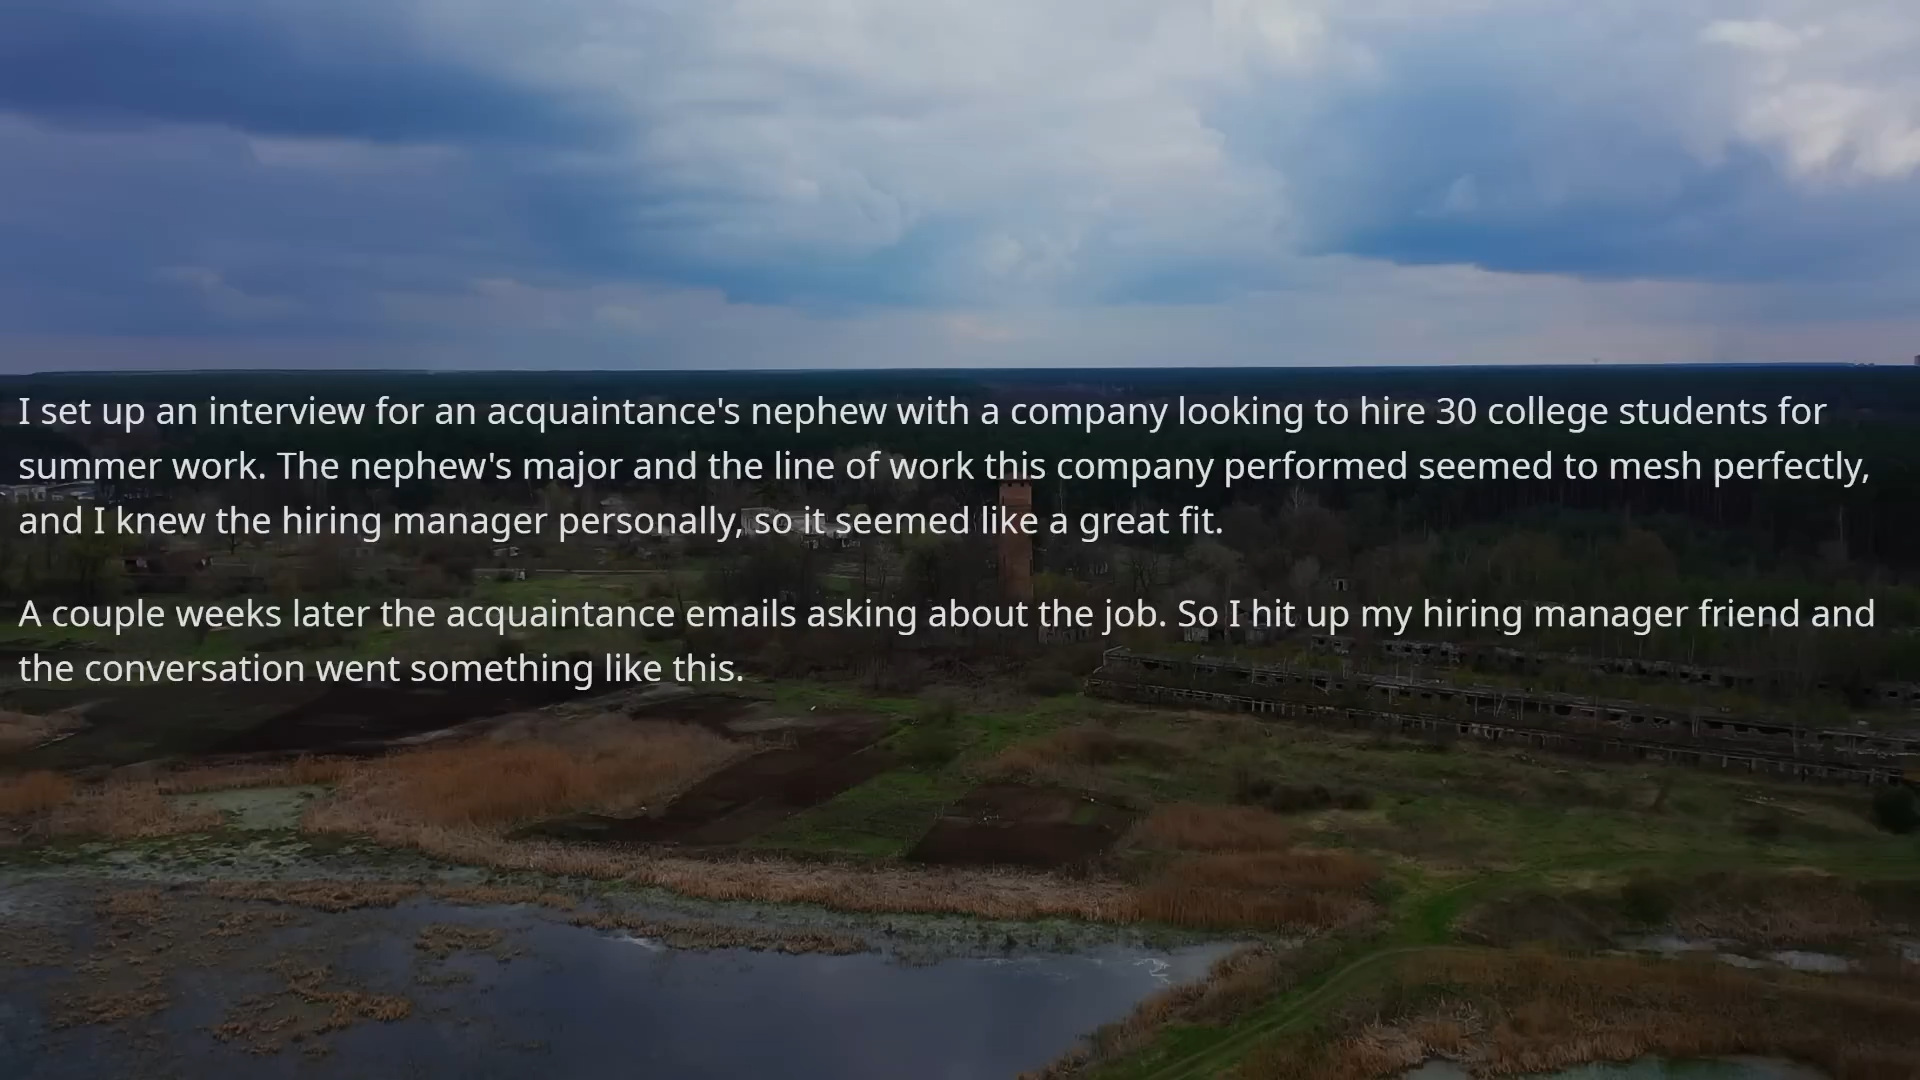 I set up an interview for an acquaintance's nephew with a company looking to hire 30 college students for
summer work. The nephew's major and the line of work this company performed seemed to mesh perfectly,
and I knew the hiring manager personally, so it seemed like a great fit.
A couple weeks later the acquaintance emails asking about the job. So I hit up my hiring manager friend and
the conversation went something like this.